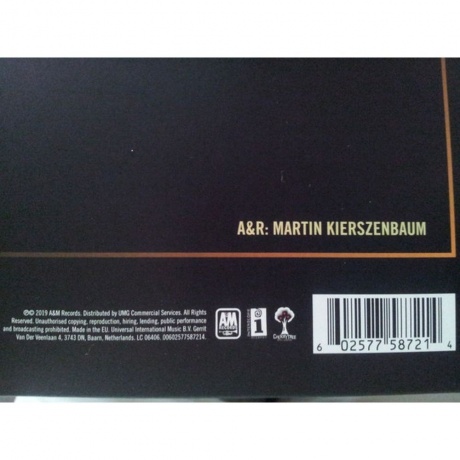 A&R: MARTIN KIERSZENBAUM
℗© 2019 A&M Records. Distributed by UMG Commercial Services. All Rights
Reserved. Unauthorised copying, reproduction, hiring, lending, public performance
and broadcasting prohibited. Made in the EU. Universal International Music B.V. Gerrit
Van Der Veenlaan 4, 3743 DN, Baarn, Netherlands. LC 06406. 00602577587214.
A&M
RECORDS
@
i
CHERRYTREE
6 02577 58721 4